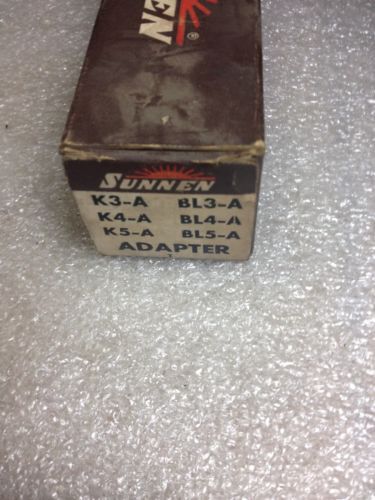 EN®
SUNNEN
K3-A BL3-A
K4-A BL4-A
K5-A BL5-A
ADAPTER